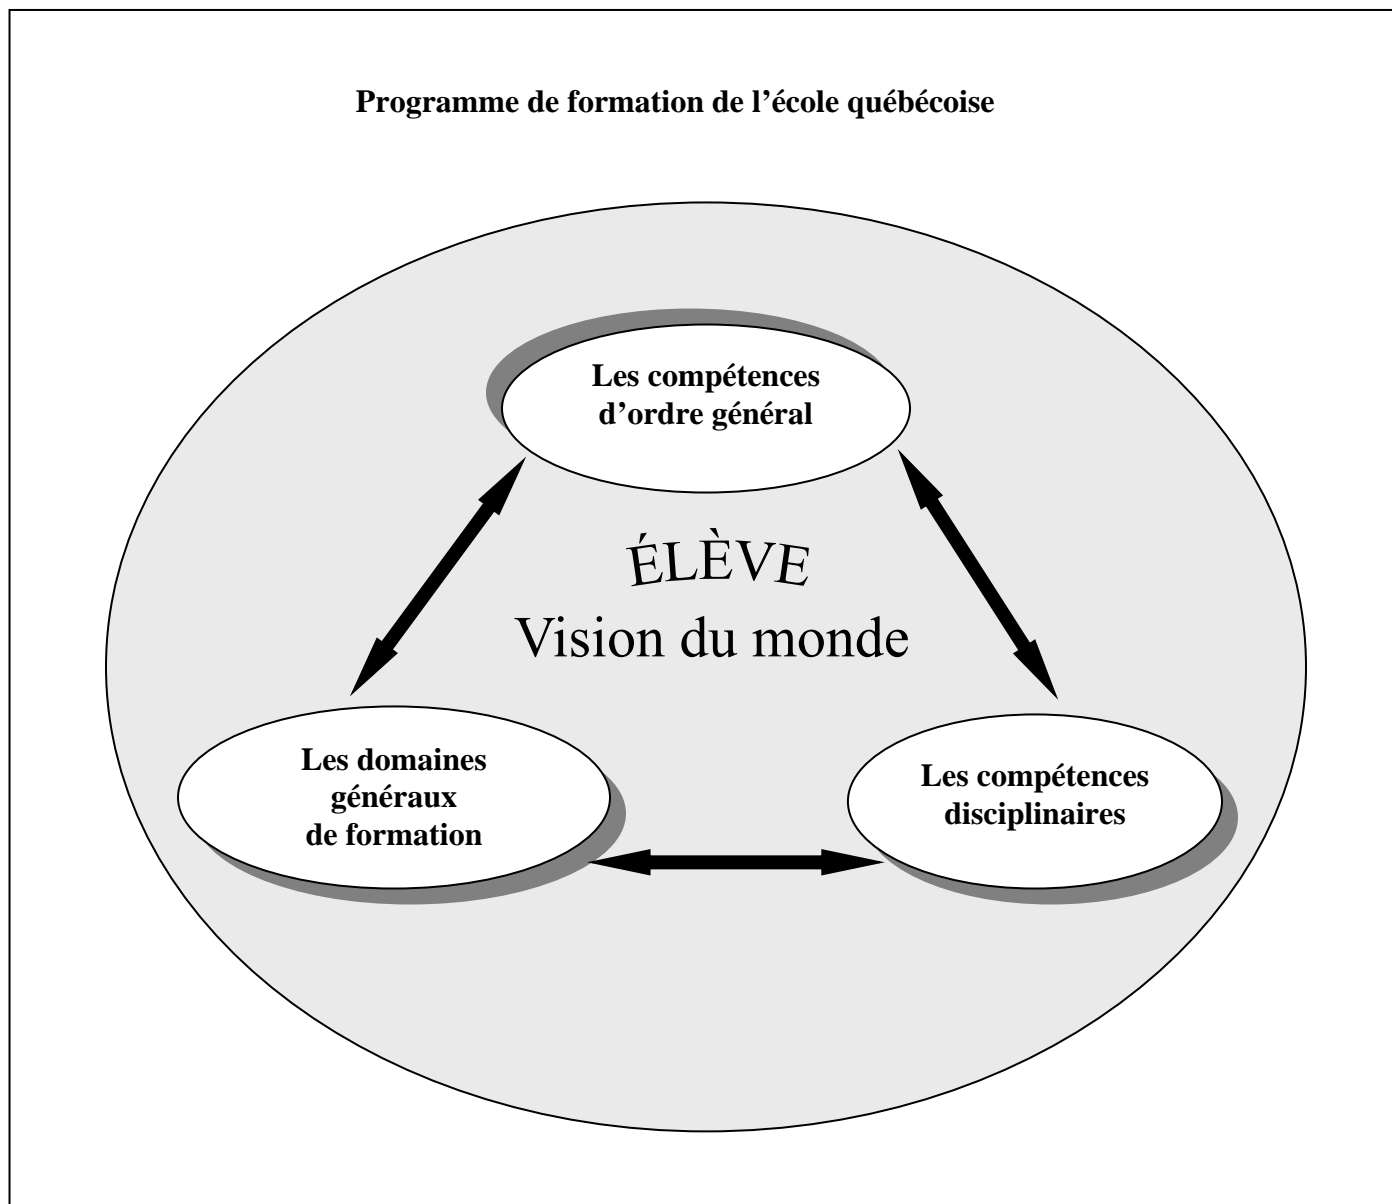 Programme de formation de l’école québécoise
Les compétences
d’ordre général
ÉLÈVE
Vision du monde
Les domaines
généraux
de formation
Les compétences
disciplinaires